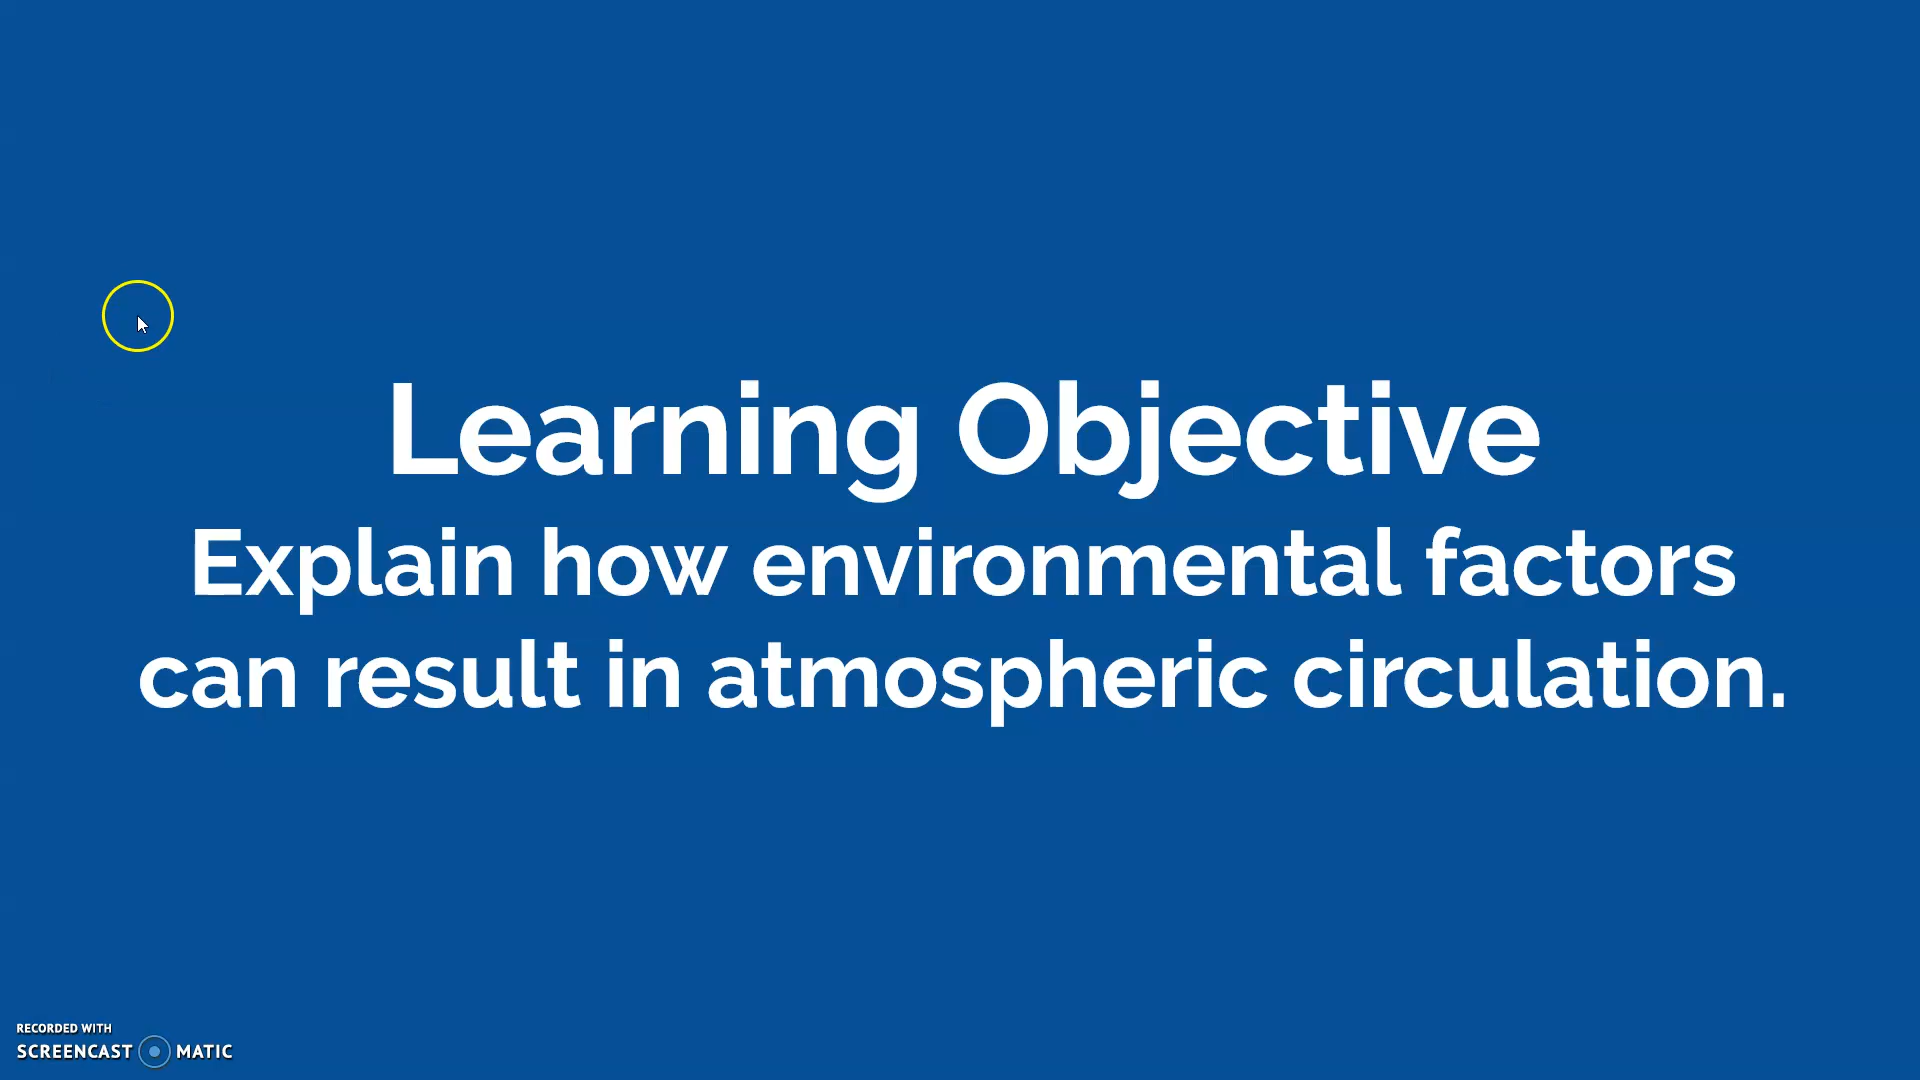 Learning Objective
Explain how environmental factors
can result in atmospheric circulation.
RECORDED WITH
SCREENCAST MATIC